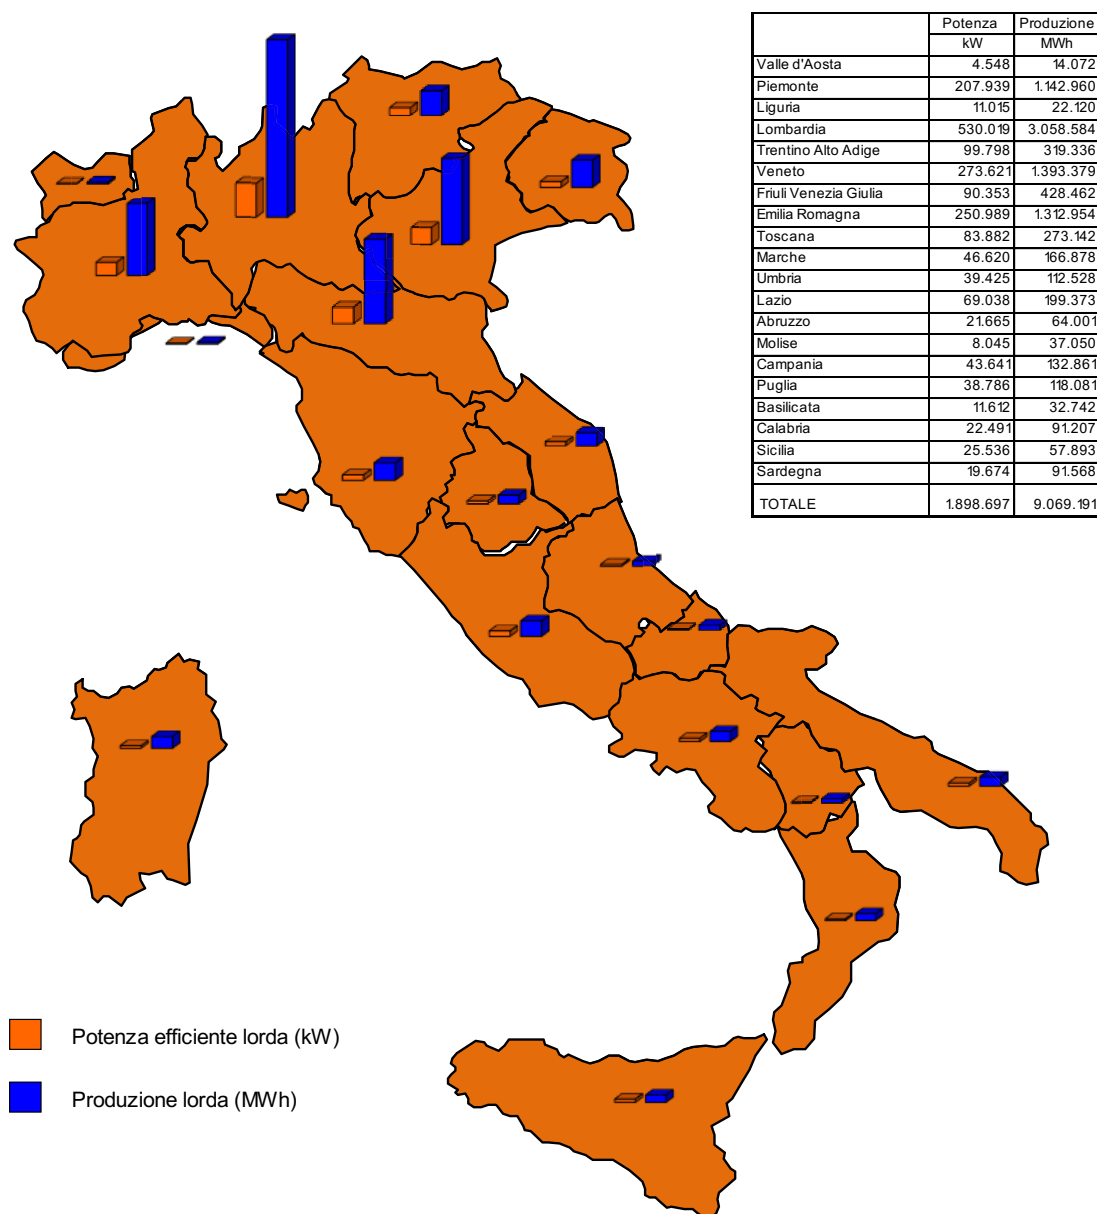 Potenza Produzione
kW MWh
Valle d'Aosta 4.548 14.072
Piemonte 207.939 1.142.960
Liguria 11.015 22.120
Lombardia 530.019 3.058.584
Trentino Alto Adige 99.798 319.336
Veneto 273.621 1.393.379
Friuli Venezia Giulia 90.353 428.462
Emilia Romagna 250.989 1.312.954
Toscana 83.882 273.142
Marche 46.620 166.878
Umbria 39.425 112.528
Lazio 69.038 199.373
Abruzzo 21.665 64.001
Molise 8.045 37.050
Campania 43.641 132.861
Puglia 38.786 118.081
Basilicata 11.612 32.742
Calabria 22.491 91.207
Sicilia 25.536 57.893
Sardegna 19.674 91.568
TOTALE 1.898.697 9.069.191
Potenza efficiente lorda (kW)
Produzione lorda (MWh)